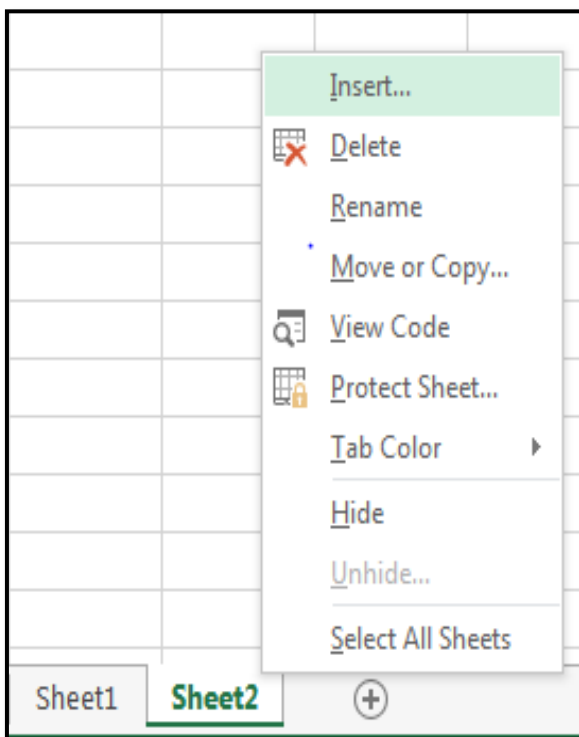 Insert...
Delete
Rename
Move or Copy...
View Code
Protect Sheet...
Tab Color
Hide
Unhide...
Select All Sheets
Sheet1 Sheet2